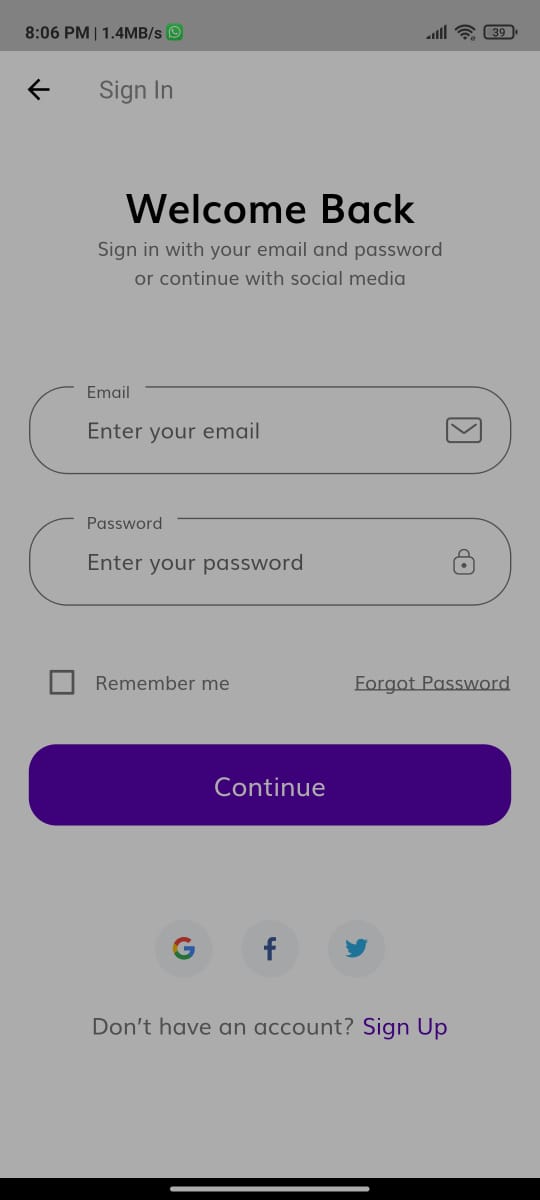 8:06 PM | 1.4MB/s
39
Sign In
Welcome Back
Sign in with your email and password
or continue with social media
Email
Enter your email
Password
Enter your password
Remember me
Forgot Password
Continue
Don't have an account? Sign Up